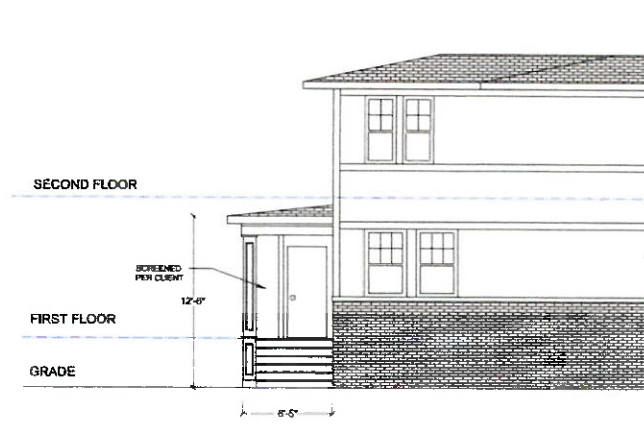 SECOND FLOOR
SCREENED
PER CLIENT
12'-6"
FIRST FLOOR
GRADE
6'-5"